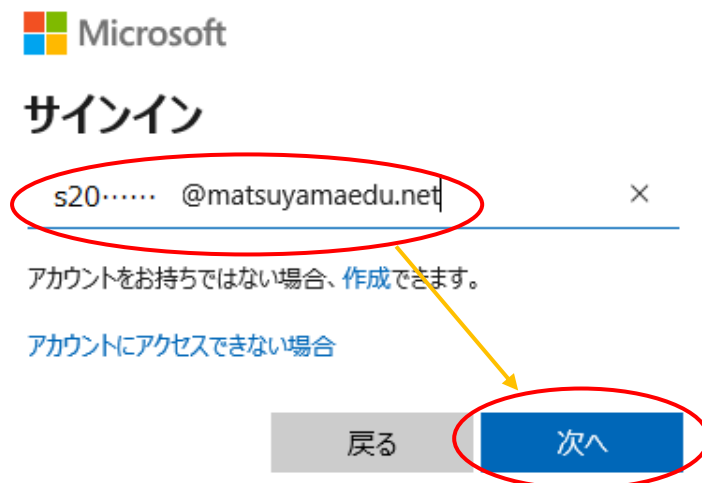 Microsoft
サインイン
s20…… @matsuyamaedu.net ×
アカウントをお持ちではない場合、作成できます。
アカウントにアクセスできない場合
戻る 次へ